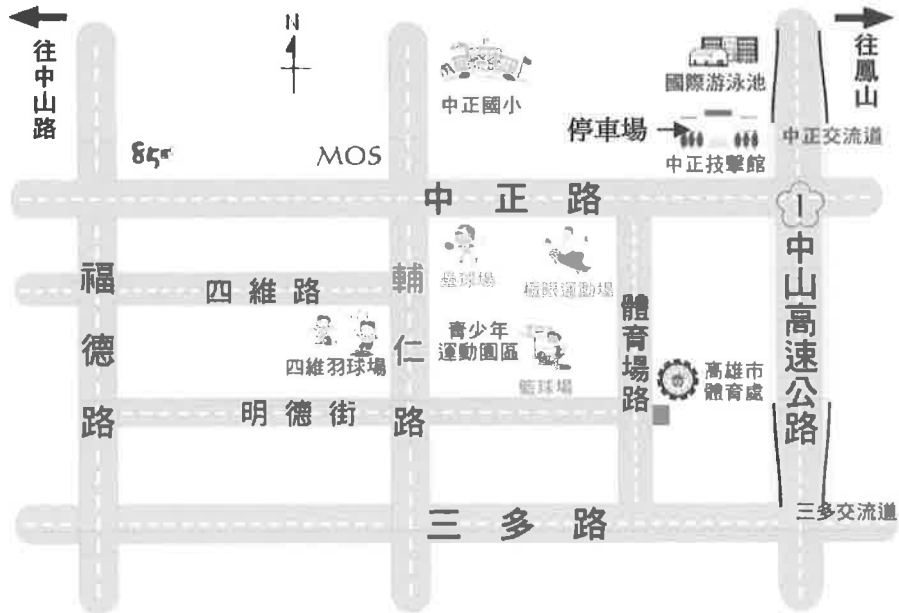 往中山路
N
往鳳山
中正國小
國際游泳池
停車場
中正技擊館
中正交流道
85
MOS
中正路
1
中山高速公路
福德路
四維路
輔仁路
壘球場
極限運動場
體育場路
四維羽球場
青少年
運動園區
籃球場
高雄市
體育處
明德街
三多路
三多交流道